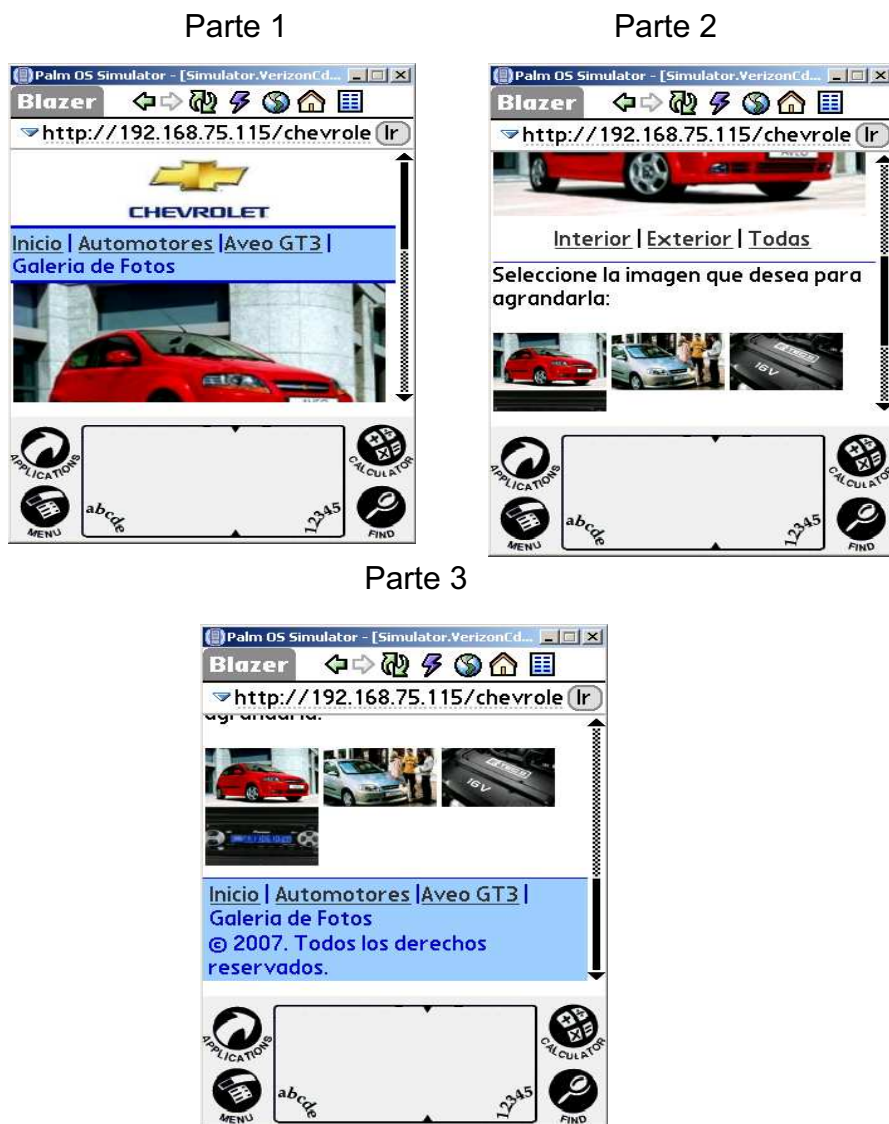 Parte 1
Palm OS Simulator - [Simulator.VerizonCd...
Blazer
http://192.168.75.115/chevrole Ir
CHEVROLET
Inicio | Automotores |Aveo GT3 |
Galeria de Fotos
APPLICATIONS
MENU
abcde
12345
CALCULATOR
FIND
Parte 2
Palm OS Simulator - [Simulator.VerizonCd...
Blazer
http://192.168.75.115/chevrole Ir
Interior | Exterior | Todas
Seleccione la imagen que desea para
agrandarla:
16V
APPLICATIONS
MENU
abcde
12345
CALCULATOR
FIND
Parte 3
Palm OS Simulator - [Simulator.VerizonCd...
Blazer
http://192.168.75.115/chevrole Ir
agrandarla:
16V
Inicio | Automotores |Aveo GT3 |
Galeria de Fotos
© 2007. Todos los derechos
reservados.
APPLICATIONS
MENU
abcde
12345
CALCULATOR
FIND